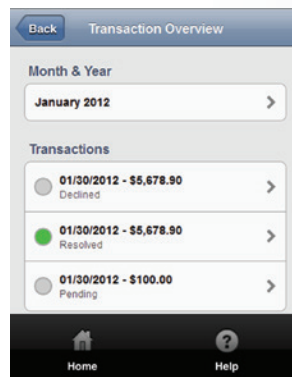 Back
Transaction Overview
Month & Year
January 2012
Transactions
01/30/2012 - $5,678.90
Declined
01/30/2012 - $5,678.90
Resolved
01/30/2012 - $100.00
Pending
?
Home
Help